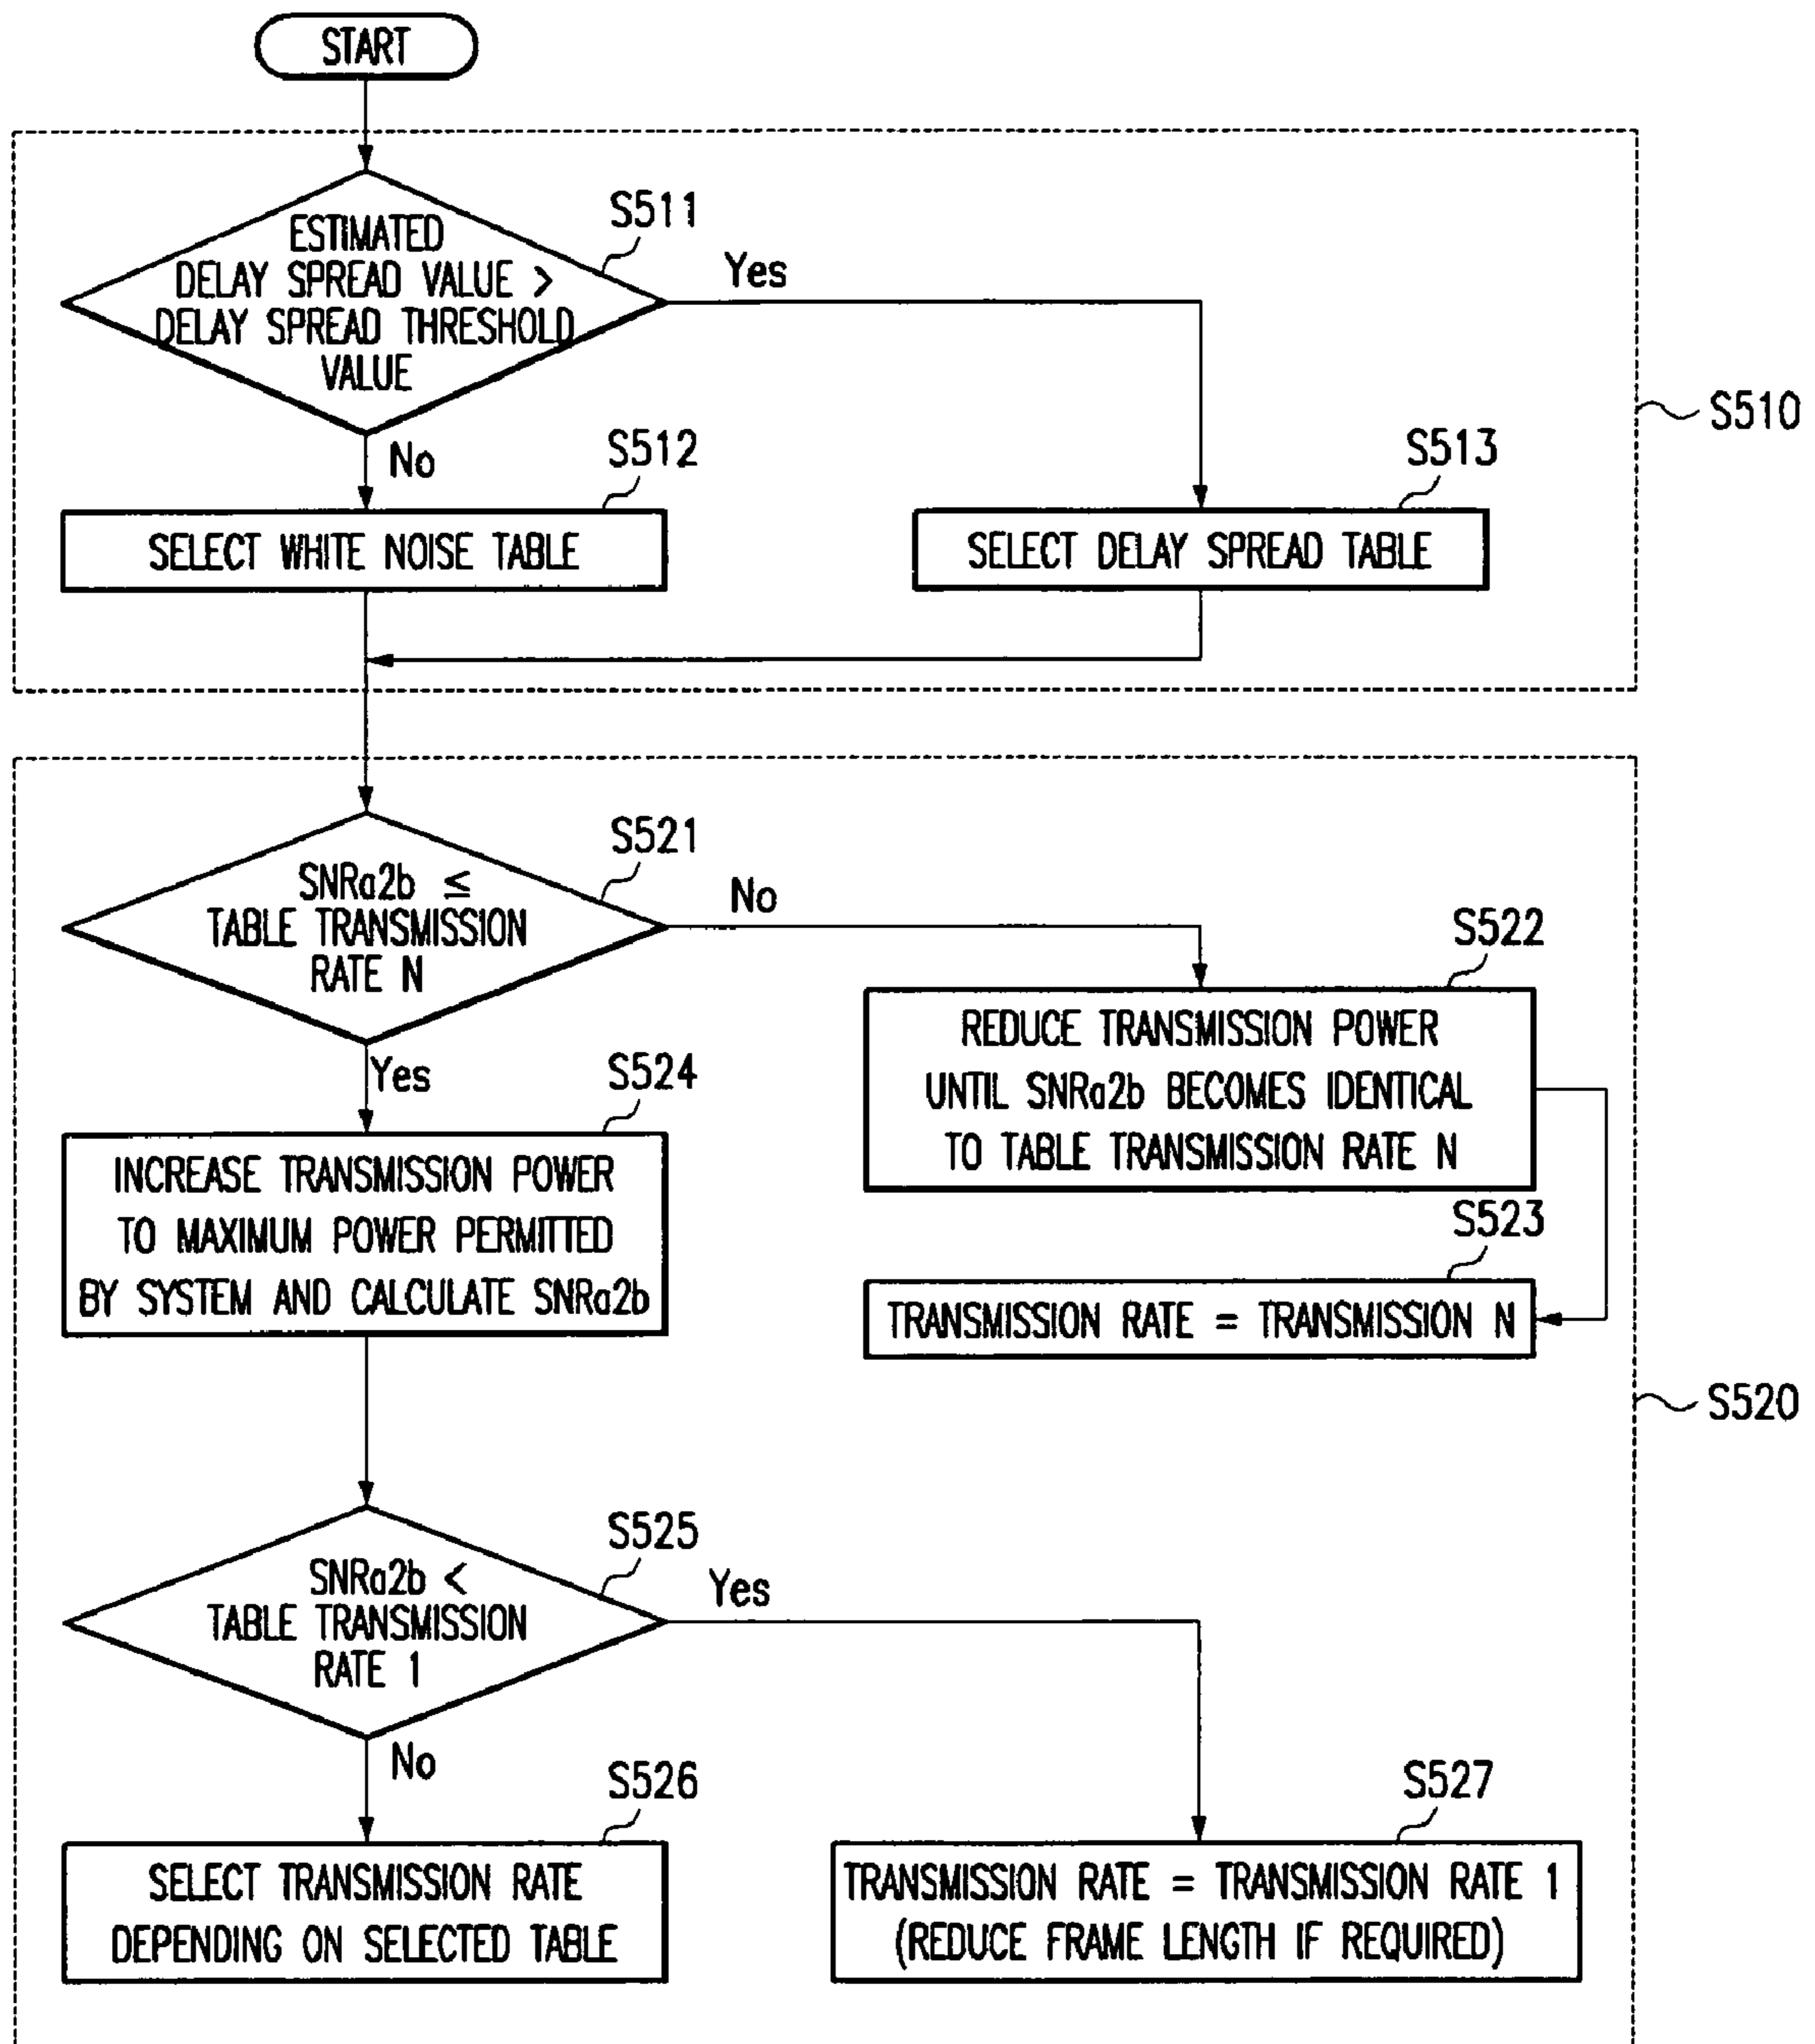 START
S511
ESTIMATED
DELAY SPREAD VALUE >
DELAY SPREAD THRESHOLD
VALUE
Yes
No
S510
S512
SELECT WHITE NOISE TABLE
S513
SELECT DELAY SPREAD TABLE
S521
SNRa2b ≦
TABLE TRANSMISSION
RATE N
No
Yes
S522
REDUCE TRANSMISSION POWER
UNTIL SNRa2b BECOMES IDENTICAL
TO TABLE TRANSMISSION RATE N
S524
INCREASE TRANSMISSION POWER
TO MAXIMUM POWER PERMITTED
BY SYSTEM AND CALCULATE SNRa2b
S523
TRANSMISSION RATE = TRANSMISSION N
S520
S525
SNRa2b <
TABLE TRANSMISSION
RATE 1
Yes
No
S526
SELECT TRANSMISSION RATE
DEPENDING ON SELECTED TABLE
S527
TRANSMISSION RATE = TRANSMISSION RATE 1
(REDUCE FRAME LENGTH IF REQUIRED)